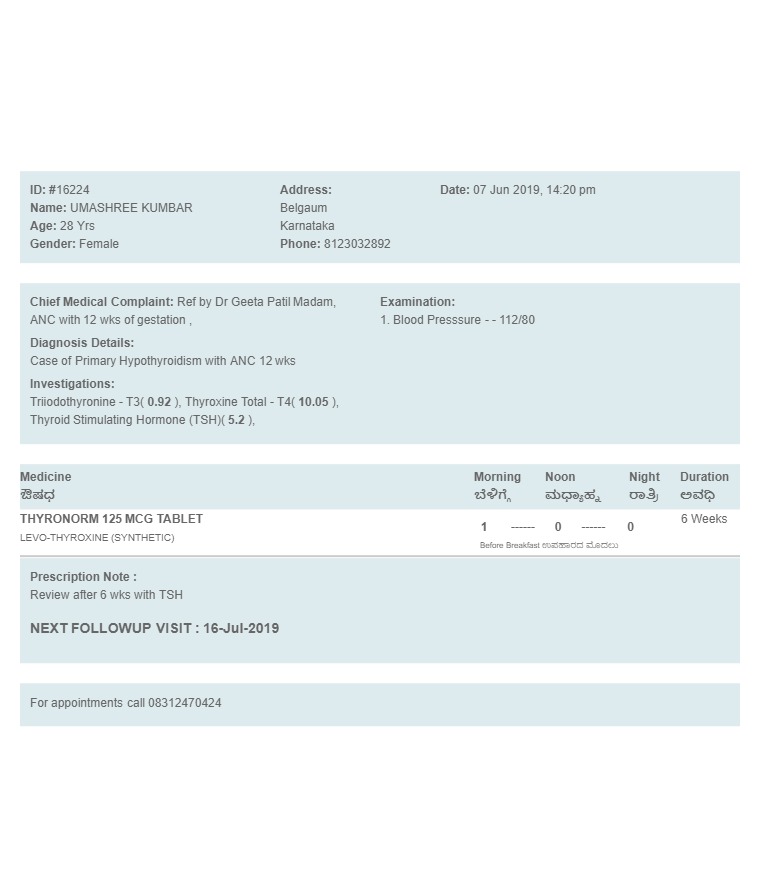 ID: #16224
Name: UMASHREE KUMBAR
Age: 28 Yrs
Gender: Female
Address:
Belgaum
Karnataka
Phone: 8123032892
Date: 07 Jun 2019, 14:20 pm
Chief Medical Complaint: Ref by Dr Geeta Patil Madam,
ANC with 12 wks of gestation ,
Diagnosis Details:
Case of Primary Hypothyroidism with ANC 12 wks
Investigations:
Triiodothyronine - T3( 0.92 ), Thyroxine Total - T4( 10.05 ),
Thyroid Stimulating Hormone (TSH)( 5.2 ),
Examination:
1. Blood Presssure - - 112/80
Medicine Morning Noon Night Duration
ಔಷಧ ಬೆಳಿಗ್ಗೆ ಮಧ್ಯಾಹ್ನ ರಾತ್ರಿ ಅವಧಿ
THYRONORM 125 MCG TABLET 1 ------ 0 ------ 0 6 Weeks
LEVO-THYROXINE (SYNTHETIC)
Before Breakfast ಉಪಹಾರದ ಮೊದಲು
Prescription Note :
Review after 6 wks with TSH
NEXT FOLLOWUP VISIT : 16-Jul-2019
For appointments call 08312470424